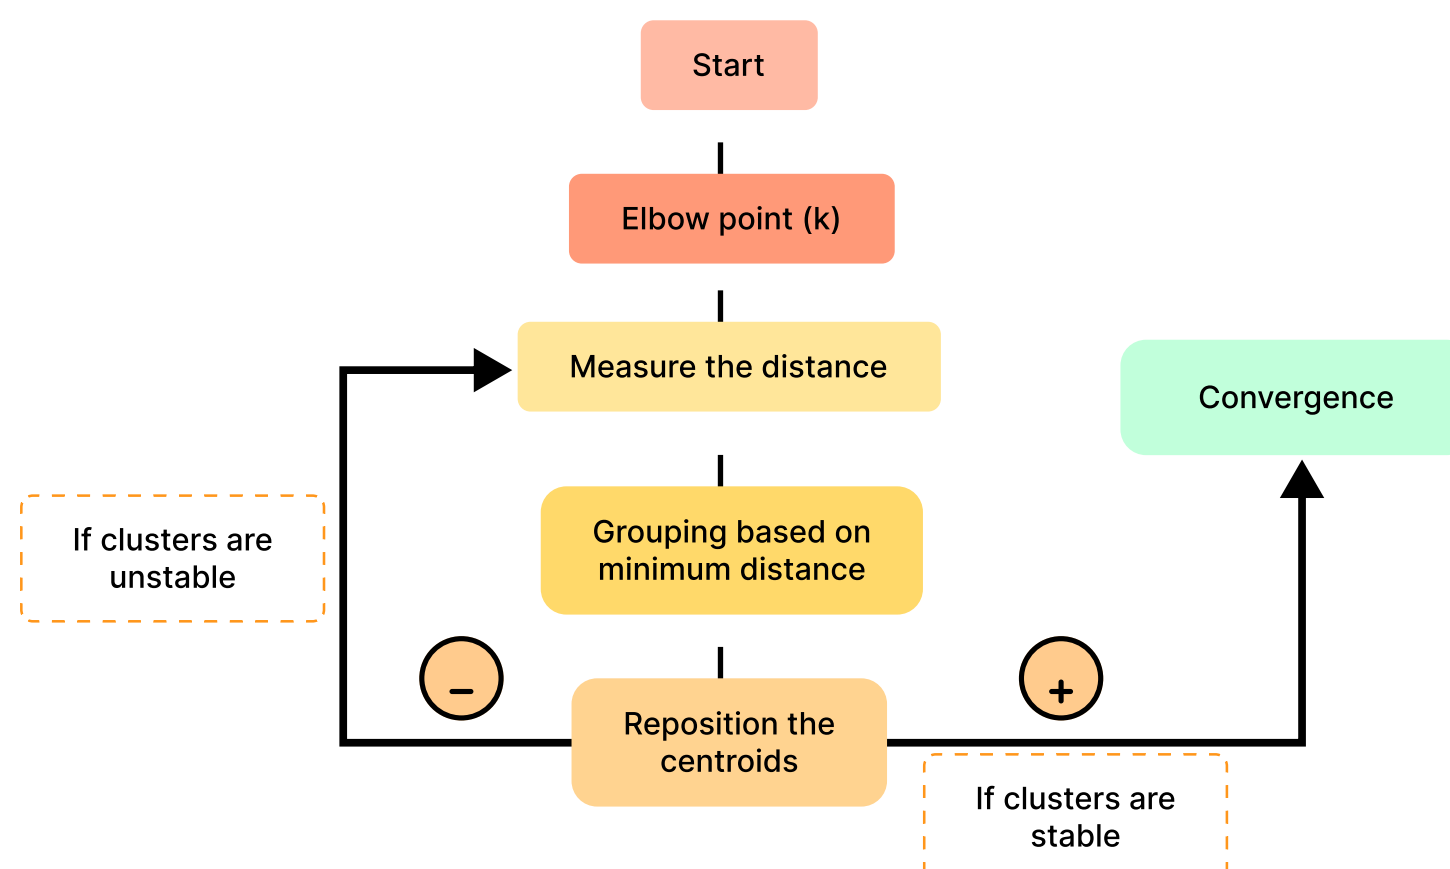 Start
Elbow point (k)
Measure the distance
Convergence
Grouping based on
minimum distance
If clusters are
unstable
−
+
Reposition the
centroids
If clusters are
stable